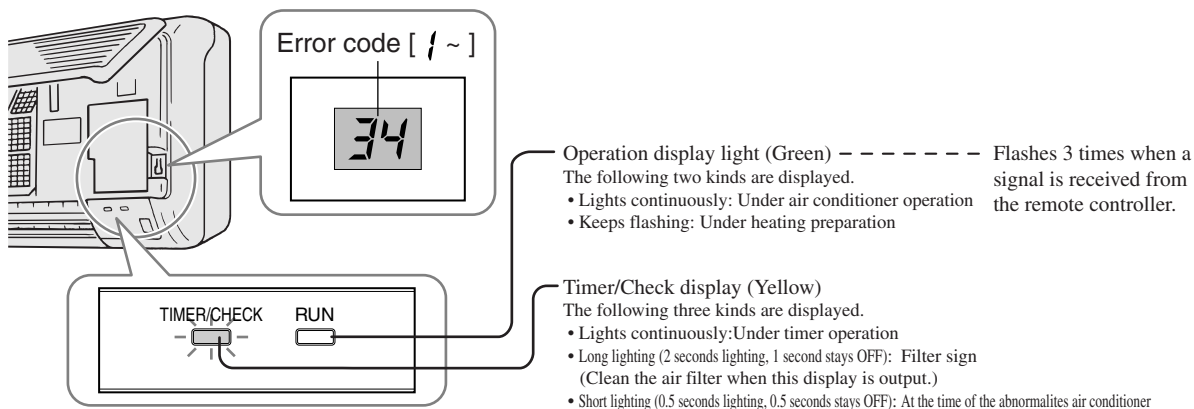 Error code [ 1 ~ ]
34
Operation display light (Green) – – – – – – – Flashes 3 times when a
The following two kinds are displayed.
signal is received from
• Lights continuously: Under air conditioner operation
the remote controller.
• Keeps flashing: Under heating preparation
Timer/Check display (Yellow)
The following three kinds are displayed.
• Lights continuously:Under timer operation
• Long lighting (2 seconds lighting, 1 second stays OFF): Filter sign
(Clean the air filter when this display is output.)
• Short lighting (0.5 seconds lighting, 0.5 seconds stays OFF): At the time of the abnormalites air conditioner
TIMER/CHECK RUN